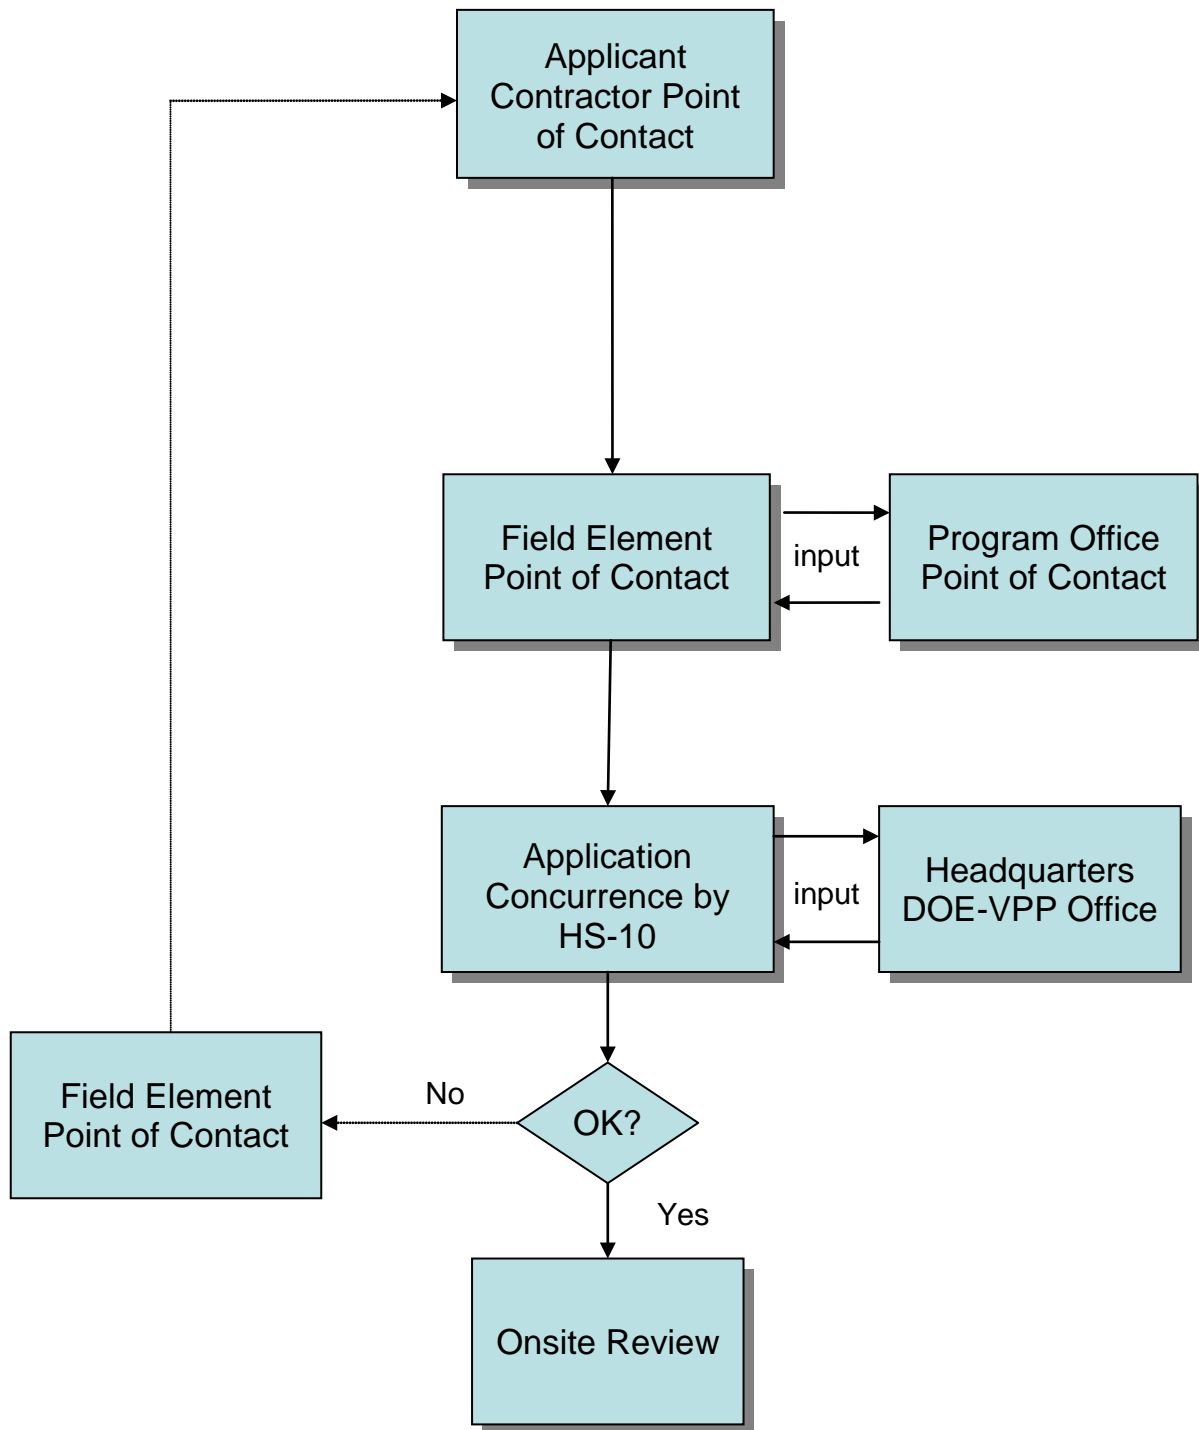 Applicant
Contractor Point
of Contact
Field Element
Point of Contact
input
Program Office
Point of Contact
Application
Concurrence by
HS-10
input
Headquarters
DOE-VPP Office
Field Element
Point of Contact
No
OK?
Yes
Onsite Review